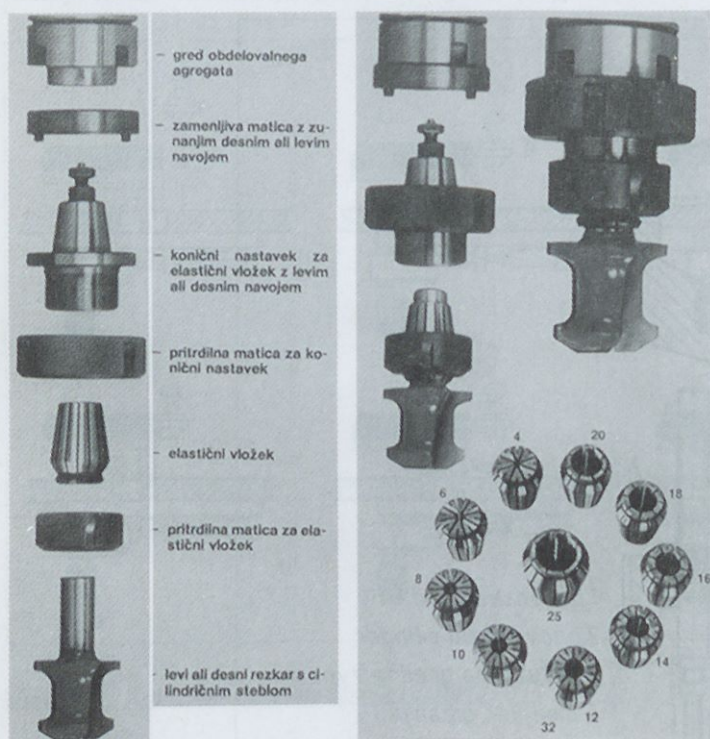 - gred obdelovalnega
agregata
- zamenljiva matica z zu-
nanjim desnim ali levim
navojem
- konični nastavek za
elastični vložek z levim
ali desnim navojem
- pritrdilna matica za ko-
nični nastavek
- elastični vložek
- pritrdilna matica za ela-
stični vložek
- levi ali desni rezkar s ci-
lindričnim steblom
4
20
6
18
8
16
25
10
14
12
32